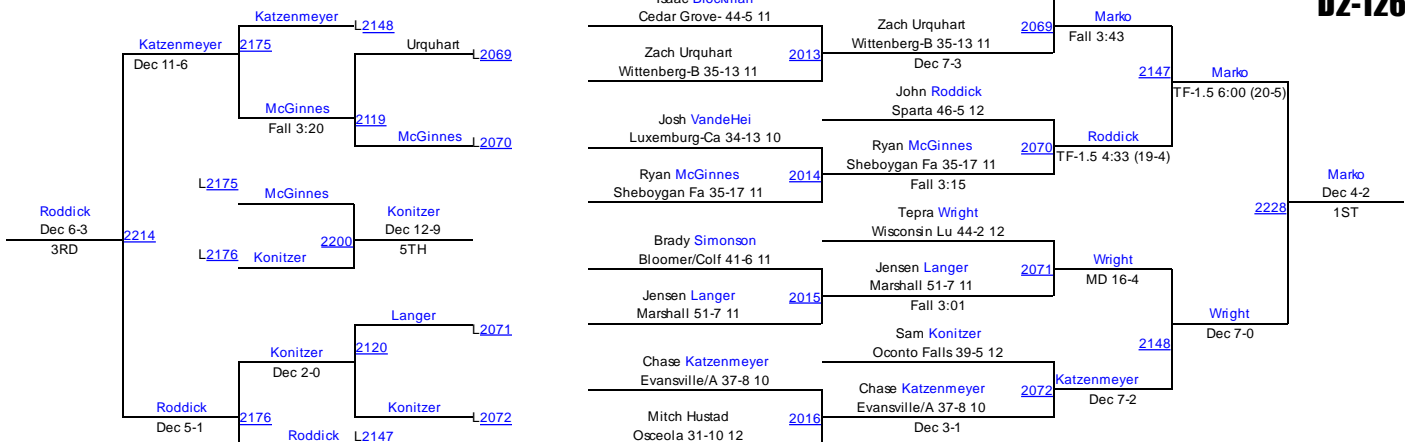 D2-126
Katzenmeyer
L2148
Katzenmeyer
2175
Dec 11-6
Urquhart
L2069
McGinnes
Fall 3:20
2119
McGinnes
L2070
L2175
McGinnes
Roddick
Dec 6-3
3RD
2214
Konitzer
Dec 12-9
5TH
2200
L2176
Konitzer
Langer
L2071
Konitzer
Dec 2-0
2120
Roddick
Dec 5-1
2176
Konitzer
L2072
Roddick
L2147
Cedar Grove- 44-5 11
Zach Urquhart
Wittenberg-B 35-13 11
2013
Josh VandeHei
Luxemburg-Ca 34-13 10
Ryan McGinnes
Sheboygan Fa 35-17 11
2014
Brady Simonson
Bloomer/Colf 41-6 11
Jensen Langer
Marshall 51-7 11
2015
Chase Katzenmeyer
Evansville/A 37-8 10
Mitch Hustad
Osceola 31-10 12
2016
Zach Urquhart
Wittenberg-B 35-13 11
Dec 7-3
2069
John Roddick
Sparta 46-5 12
Ryan McGinnes
Sheboygan Fa 35-17 11
Fall 3:15
2070
Tepra Wright
Wisconsin Lu 44-2 12
Jensen Langer
Marshall 51-7 11
Fall 3:01
2071
Sam Konitzer
Oconto Falls 39-5 12
Chase Katzenmeyer
Evansville/A 37-8 10
Dec 3-1
2072
Marko
Fall 3:43
2147
Roddick
TF-1.5 4:33 (19-4)
Wright
MD 16-4
2148
Katzenmeyer
Dec 7-2
Marko
TF-1.5 6:00 (20-5)
2228
Wright
Dec 7-0
Marko
Dec 4-2
1ST